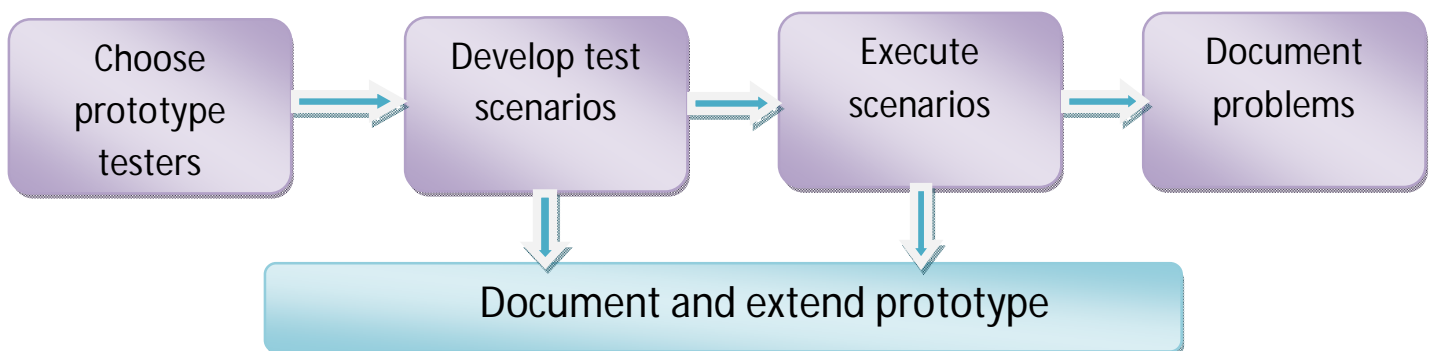 Choose
prototype
testers
Develop test
scenarios
Execute
scenarios
Document
problems
Document and extend prototype